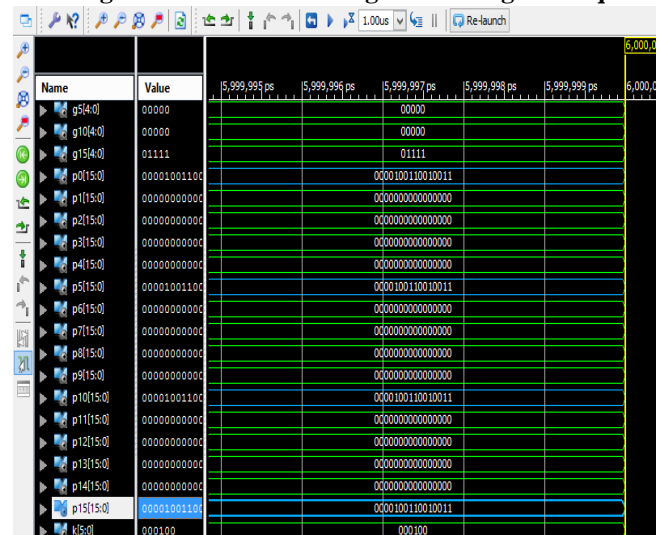 1.00us Re-launch
6,000,0
Name Value 5,999,995 ps 5,999,996 ps 5,999,997 ps 5,999,998 ps 5,999,999 ps 6,000,0
g5[4:0] 00000 00000
g10[4:0] 00000 00000
g15[4:0] 01111 01111
p0[15:0] 00001001100 0000100110010011
p1[15:0] 00000000000 0000000000000000
p2[15:0] 00000000000 0000000000000000
p3[15:0] 00000000000 0000000000000000
p4[15:0] 00000000000 0000000000000000
p5[15:0] 00001001100 0000100110010011
p6[15:0] 00000000000 0000000000000000
p7[15:0] 00000000000 0000000000000000
p8[15:0] 00000000000 0000000000000000
p9[15:0] 00000000000 0000000000000000
p10[15:0] 00001001100 0000100110010011
p11[15:0] 00000000000 0000000000000000
p12[15:0] 00000000000 0000000000000000
p13[15:0] 00000000000 0000000000000000
p14[15:0] 00000000000 0000000000000000
p15[15:0] 00001001100 0000100110010011
k[5:0] 000100 000100